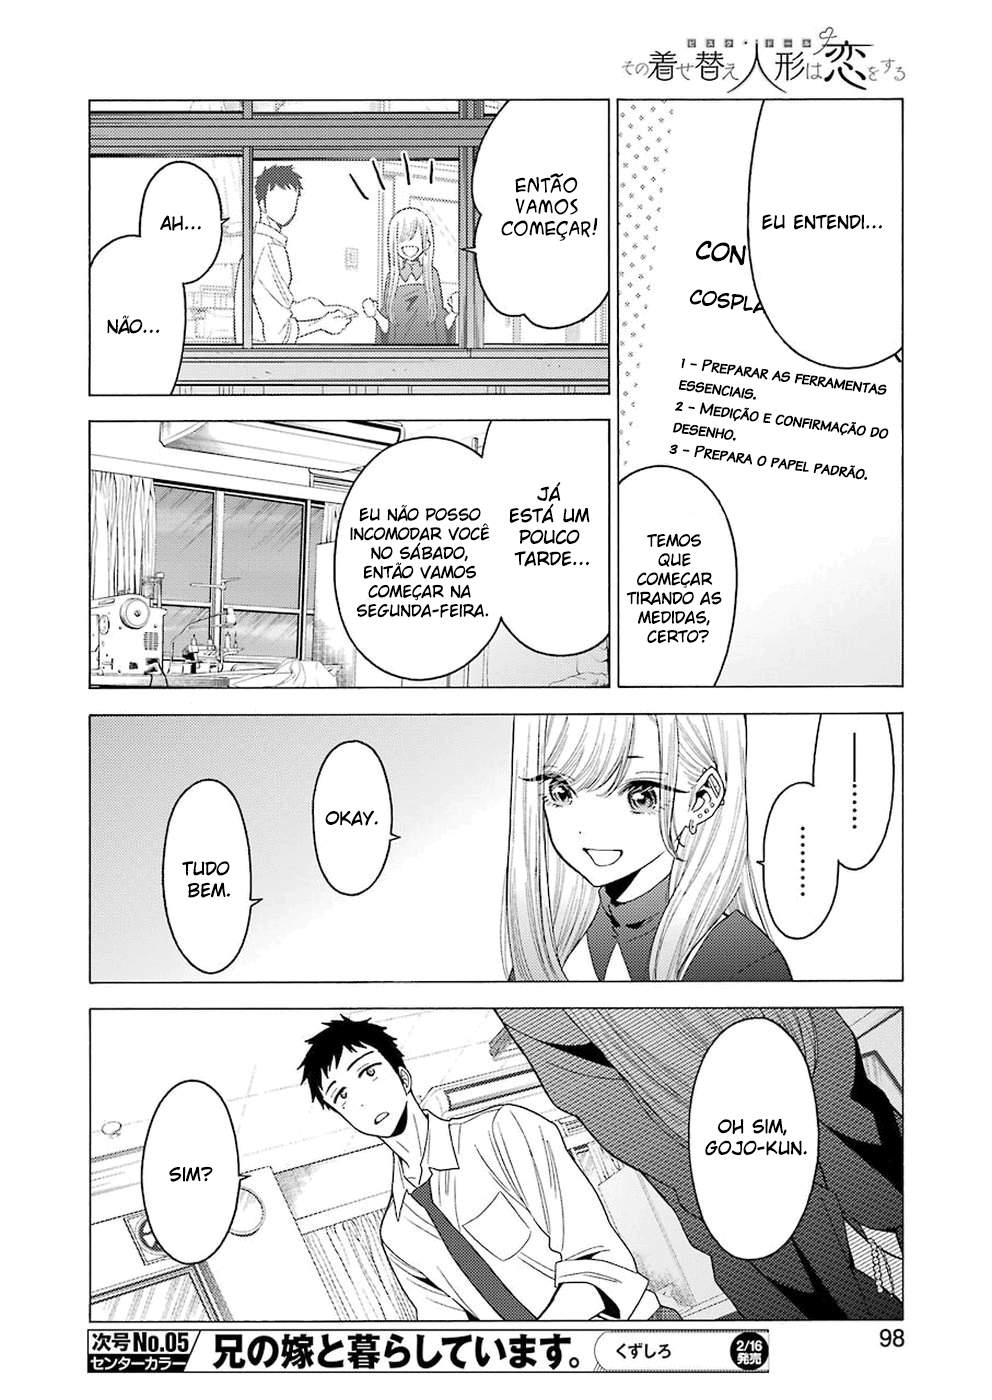 ビスク・ドール
その着せ替え人形は恋をする
EU ENTENDI...
CON
COSPLA
1 - PREPARAR AS FERRAMENTAS
ESSENCIAIS.
2 - MEDIÇÃO E CONFIRMAÇÃO DO
DESENHO.
3 - PREPARA O PAPEL PADRÃO.
TEMOS
QUE
COMEÇAR
TIRANDO AS
MEDIDAS,
CERTO?
ENTÃO
VAMOS
COMEÇAR!
AH...
NÃO...
JÁ
ESTÁ UM
POUCO
TARDE...
EU NÃO POSSO
INCOMODAR VOCÊ
NO SÁBADO,
ENTÃO VAMOS
COMEÇAR NA
SEGUNDA-FEIRA.
OKAY.
TUDO
BEM.
OH SIM,
GOJO-KUN.
SIM?
98
次号No.05
センターカラー
兄の嫁と暮らしています。
くずしろ
2/16
発売